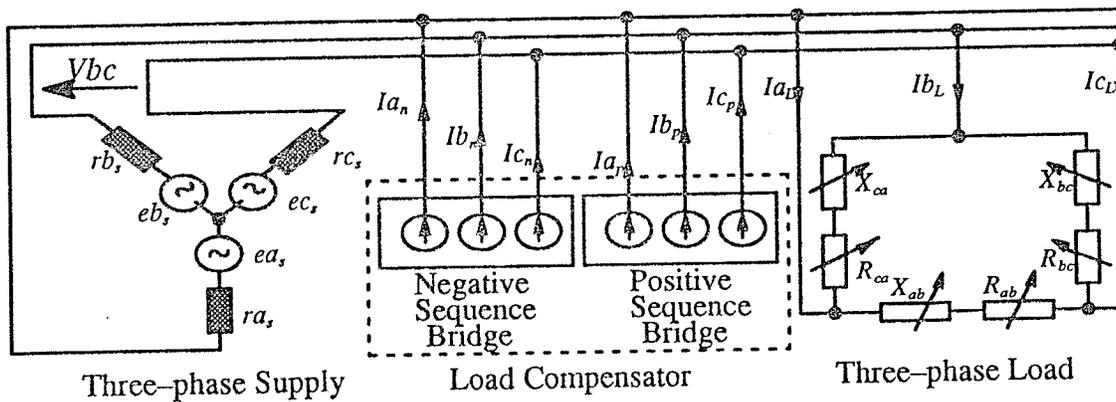 Vbc
rb_s
rc_s
eb_s
ec_s
ea_s
ra_s
Three–phase Supply
Ia_n
Ib_n
Ic_n
Ia_p
Ib_p
Ic_p
Negative
Sequence
Bridge
Positive
Sequence
Bridge
Load Compensator
Ia_L
Ib_L
Ic_L
X_ca
X_bc
R_ca
R_bc
X_ab
R_ab
Three–phase Load